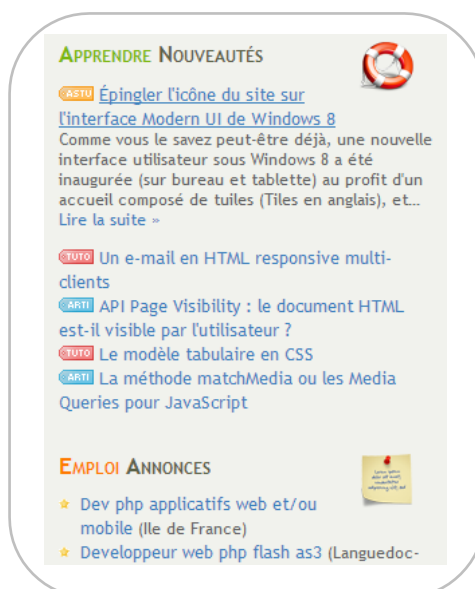 APPRENDRE NOUVEAUTÉS
ASTU Épingler l'icône du site sur
l'interface Modern UI de Windows 8
Comme vous le savez peut-être déjà, une nouvelle
interface utilisateur sous Windows 8 a été
inaugurée (sur bureau et tablette) au profit d'un
accueil composé de tuiles (Tiles en anglais), et...
Lire la suite »
TUTO Un e-mail en HTML responsive multi-
clients
ARTI API Page Visibility : le document HTML
est-il visible par l'utilisateur ?
TUTO Le modèle tabulaire en CSS
ARTI La méthode matchMedia ou les Media
Queries pour JavaScript
EMPLOI ANNONCES
Dev php applicatifs web et/ou
mobile (Ile de France)
Developpeur web php flash as3 (Languedoc-